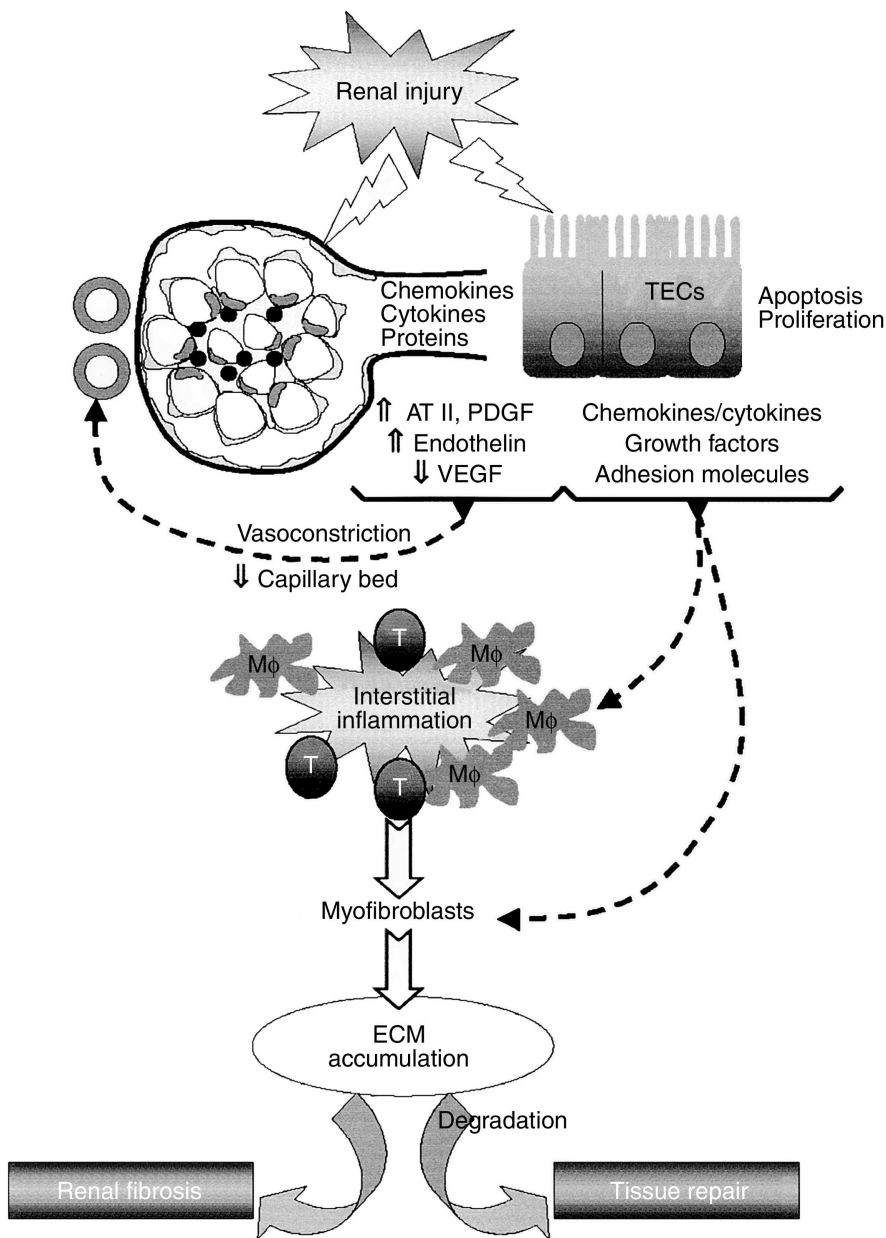 Renal injury
Chemokines
Cytokines
Proteins
TECs
Apoptosis
Proliferation
⇑ AT II, PDGF
⇑ Endothelin
⇓ VEGF
Chemokines/cytokines
Growth factors
Adhesion molecules
Vasoconstriction
⇓ Capillary bed
T
Mϕ
Mϕ
Interstitial
inflammation
Mϕ
T
Mϕ
T
Myofibroblasts
ECM
accumulation
Degradation
Renal fibrosis
Tissue repair